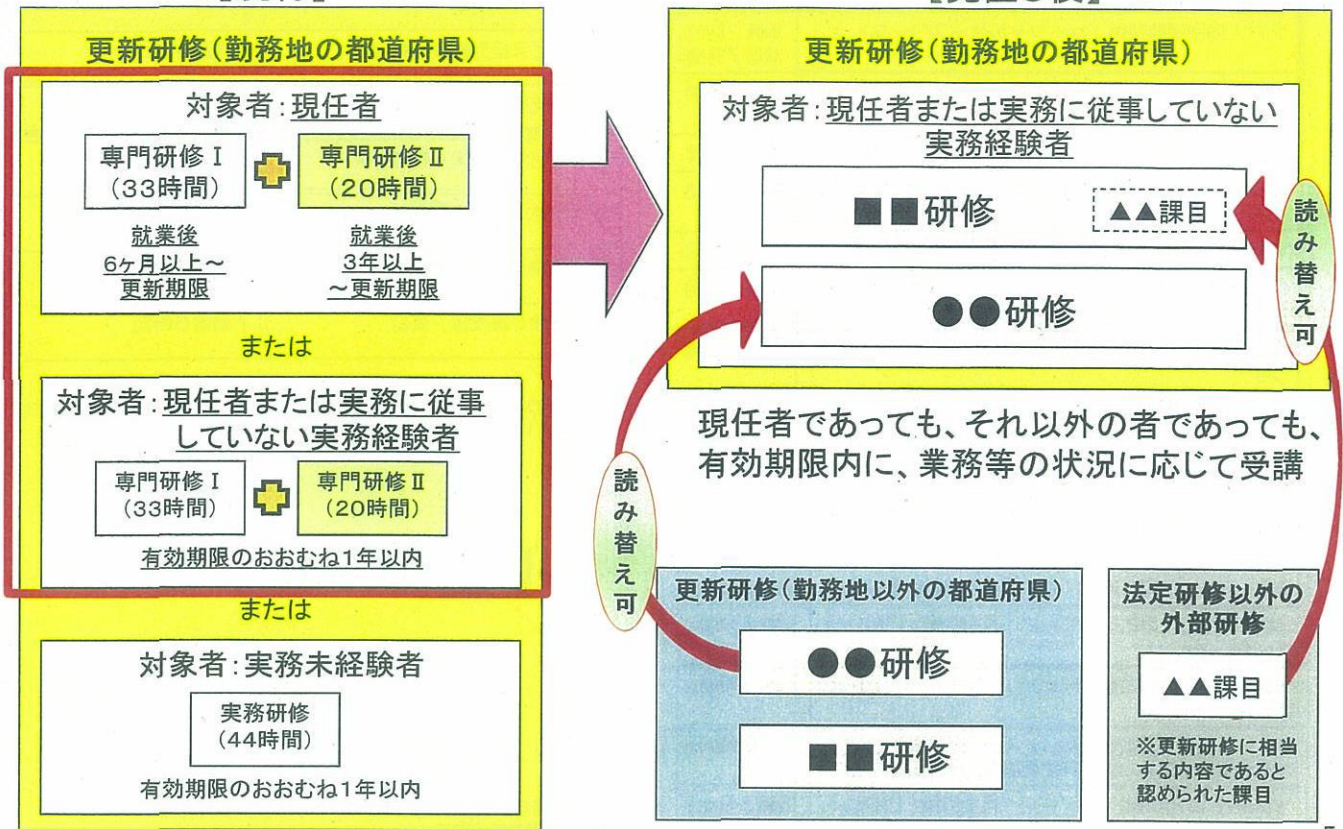 更新研修(勤務地の都道府県)
対象者:現任者
専門研修Ⅰ
(33時間)
専門研修Ⅱ
(20時間)
就業後
6ヶ月以上～
更新期限
就業後
3年以上
～更新期限
または
対象者:現任者または実務に従事
していない実務経験者
専門研修Ⅰ
(33時間)
専門研修Ⅱ
(20時間)
有効期限のおおむね1年以内
または
対象者:実務未経験者
実務研修
(44時間)
有効期限のおおむね1年以内
更新研修(勤務地の都道府県)
対象者:現任者または実務に従事していない
実務経験者
■■研修
▲▲課目
●●研修
読み替え可
現任者であっても、それ以外の者であっても、
有効期限内に、業務等の状況に応じて受講
読み替え可
更新研修(勤務地以外の都道府県)
●●研修
■■研修
法定研修以外の
外部研修
▲▲課目
※更新研修に相当
する内容であると
認められた課目